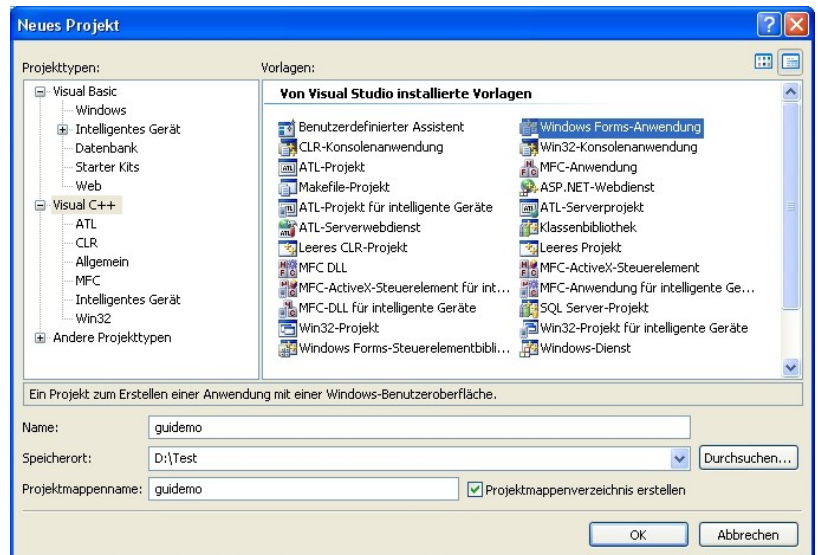 Neues Projekt
Projekttypen:
Vorlagen:
Visual Basic
Windows
Intelligentes Gerät
Datenbank
Starter Kits
Web
Visual C++
ATL
CLR
Allgemein
MFC
Intelligentes Gerät
Win32
Andere Projekttypen
Von Visual Studio installierte Vorlagen
Benutzerdefinierter Assistent
Windows Forms-Anwendung
CLR-Konsolenanwendung
Win32-Konsolenanwendung
ATL-Projekt
MFC-Anwendung
Makefile-Projekt
ASP.NET-Webdienst
ATL-Projekt für intelligente Geräte
ATL-Serverprojekt
ATL-Serverwebdienst
Klassenbibliothek
Leeres CLR-Projekt
Leeres Projekt
MFC DLL
MFC-ActiveX-Steuerelement
MFC-ActiveX-Steuerelement für int...
MFC-Anwendung für intelligente Ge...
MFC-DLL für intelligente Geräte
SQL Server-Projekt
Win32-Projekt
Win32-Projekt für intelligente Geräte
Windows Forms-Steuerelementbibli...
Windows-Dienst
Ein Projekt zum Erstellen einer Anwendung mit einer Windows-Benutzeroberfläche.
Name: guidemo
Speicherort: D:\Test Durchsuchen...
Projektmappenname: guidemo Projektmappenverzeichnis erstellen
OK Abbrechen